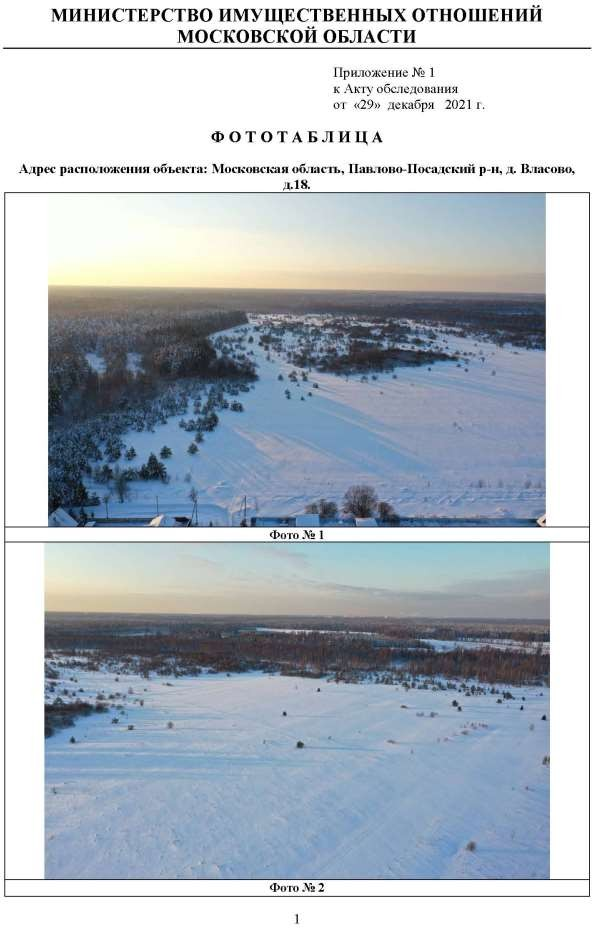 МИНИСТЕРСТВО ИМУЩЕСТВЕННЫХ ОТНОШЕНИЙ
МОСКОВСКОЙ ОБЛАСТИ
Приложение № 1
к Акту обследования
от «29» декабря 2021 г.
Ф О Т О Т А Б Л И Ц А
Адрес расположения объекта: Московская область, Павлово-Посадский р-н, д. Власово,
д.18.
Фото № 1
Фото № 2
1